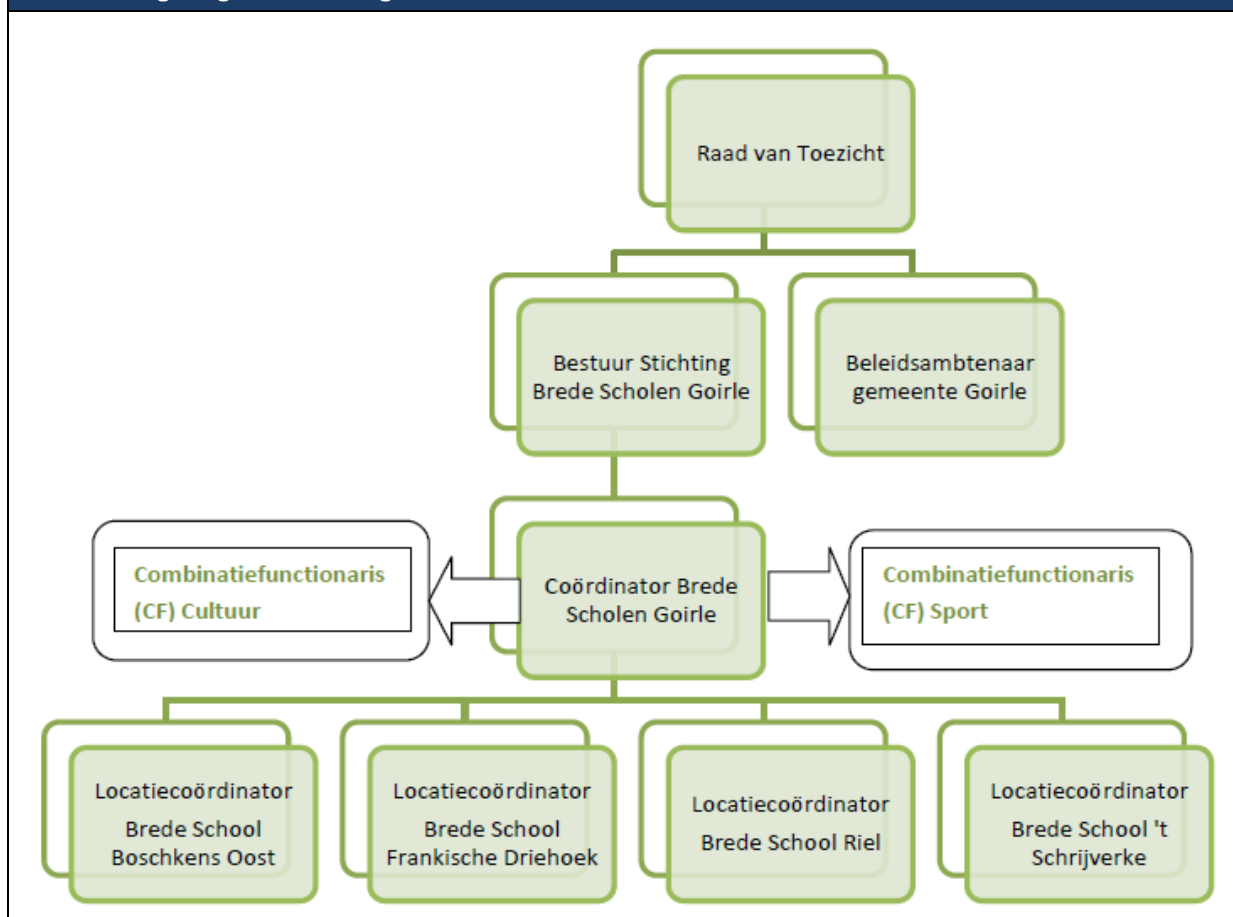 Raad van Toezicht
Bestuur Stichting
Brede Scholen Goirle
Beleidsambtenaar
gemeente Goirle
Combinatiefunctionaris
(CF) Cultuur
Coördinator Brede
Scholen Goirle
Combinatiefunctionaris
(CF) Sport
Locatiecoördinator
Brede School
Boschkens Oost
Locatiecoördinator
Brede School
Frankische Driehoek
Locatiecoördinator
Brede School Riel
Locatiecoördinator
Brede School 't
Schrijverke